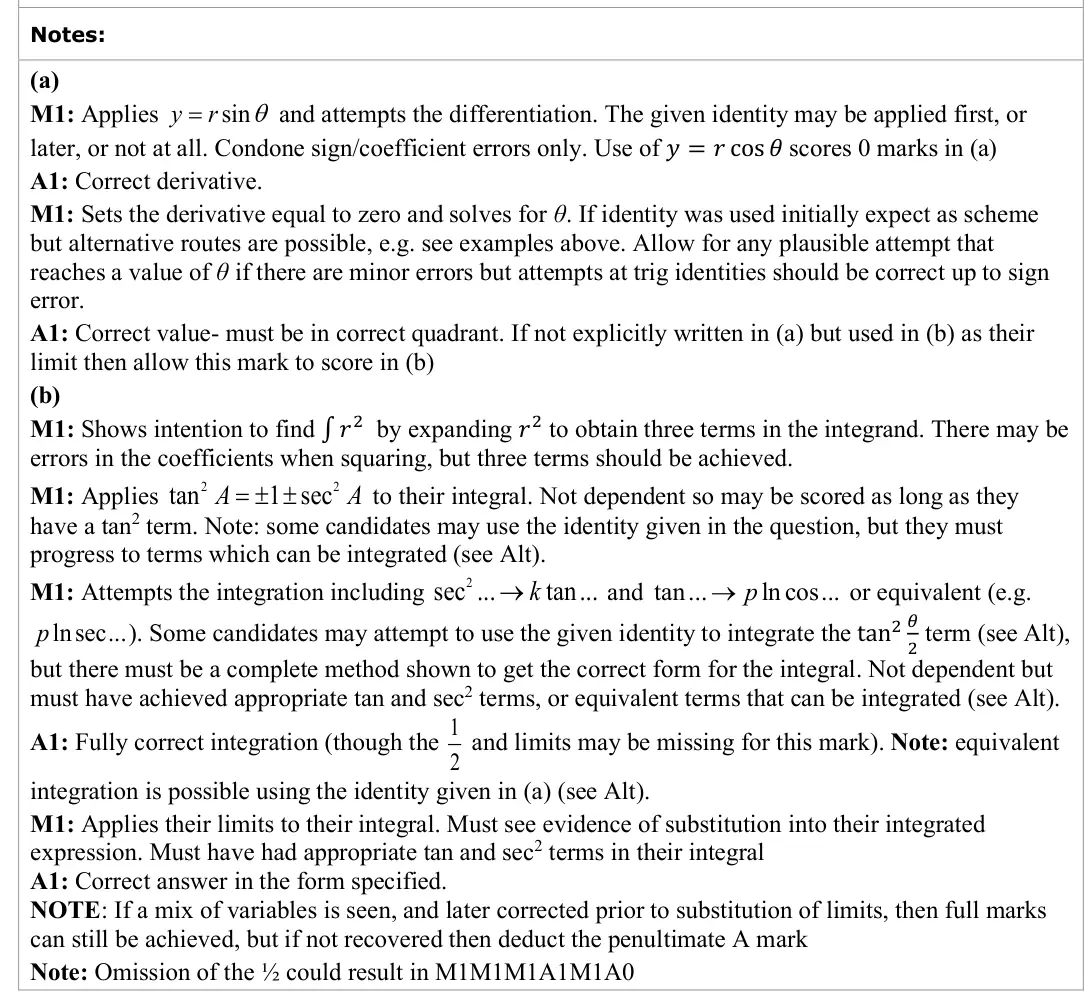 Notes:
(a)
M1: Applies y = r sin θ and attempts the differentiation. The given identity may be applied first, or
later, or not at all. Condone sign/coefficient errors only. Use of y = r cos θ scores 0 marks in (a)
A1: Correct derivative.
M1: Sets the derivative equal to zero and solves for θ. If identity was used initially expect as scheme
but alternative routes are possible, e.g. see examples above. Allow for any plausible attempt that
reaches a value of θ if there are minor errors but attempts at trig identities should be correct up to sign
error.
A1: Correct value- must be in correct quadrant. If not explicitly written in (a) but used in (b) as their
limit then allow this mark to score in (b)
(b)
M1: Shows intention to find ∫ r² by expanding r² to obtain three terms in the integrand. There may be
errors in the coefficients when squaring, but three terms should be achieved.
M1: Applies tan² A = ±1 ± sec² A to their integral. Not dependent so may be scored as long as they
have a tan² term. Note: some candidates may use the identity given in the question, but they must
progress to terms which can be integrated (see Alt).
M1: Attempts the integration including sec² ... → k tan ... and tan ... → p ln cos ... or equivalent (e.g.
p ln sec ...). Some candidates may attempt to use the given identity to integrate the tan² θ/2 term (see Alt),
but there must be a complete method shown to get the correct form for the integral. Not dependent but
must have achieved appropriate tan and sec² terms, or equivalent terms that can be integrated (see Alt).
A1: Fully correct integration (though the 1/2 and limits may be missing for this mark). Note: equivalent
integration is possible using the identity given in (a) (see Alt).
M1: Applies their limits to their integral. Must see evidence of substitution into their integrated
expression. Must have had appropriate tan and sec² terms in their integral
A1: Correct answer in the form specified.
NOTE: If a mix of variables is seen, and later corrected prior to substitution of limits, then full marks
can still be achieved, but if not recovered then deduct the penultimate A mark
Note: Omission of the ½ could result in M1M1M1A1M1A0